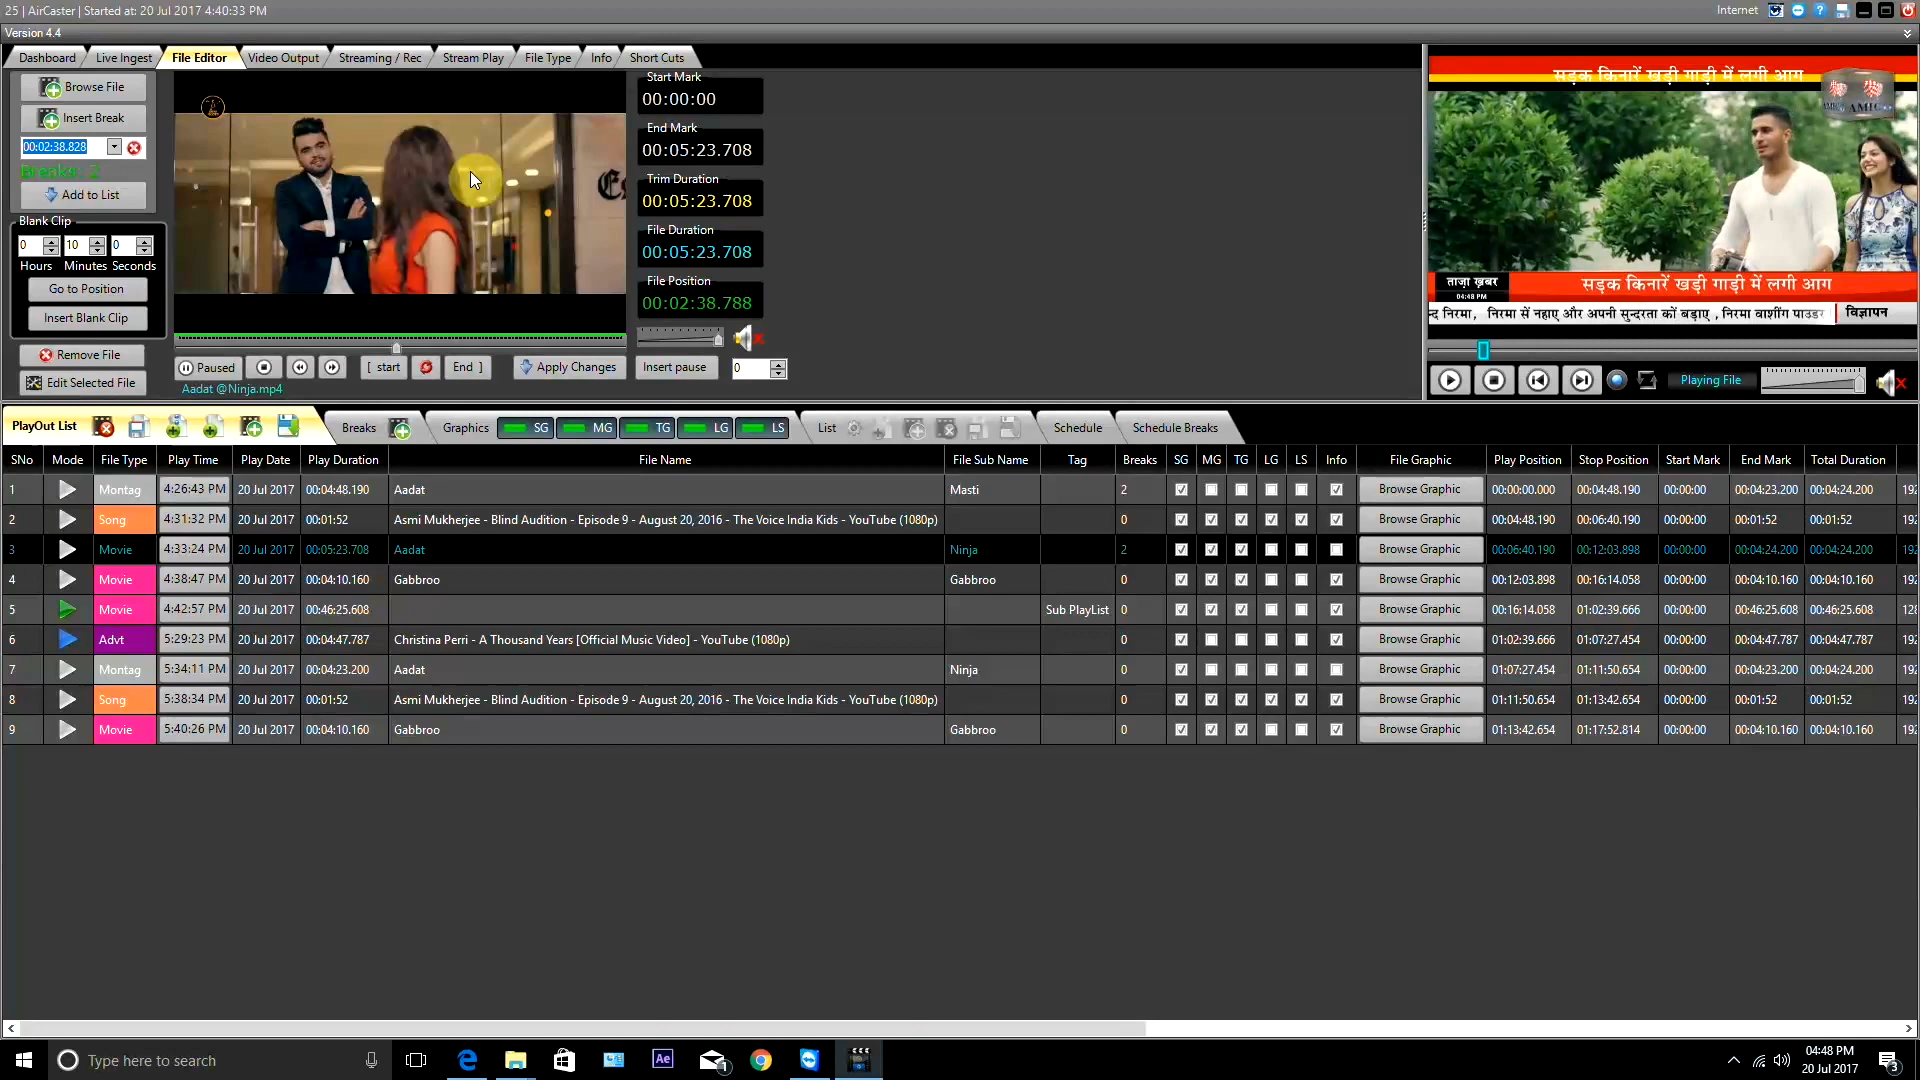 25 | AirCaster | Started at: 20 Jul 2017 4:40:33 PM
Internet
Version 4.4
Dashboard Live Ingest File Editor Video Output Streaming / Rec Stream Play File Type Info Short Cuts
Browse File
Insert Break
00:02:38.828
Breaks: 2
Add to List
Blank Clip
0 10 0
Hours Minutes Seconds
Go to Position
Insert Blank Clip
Remove File
Edit Selected File
Start Mark
00:00:00
End Mark
00:05:23.708
Trim Duration
00:05:23.708
File Duration
00:05:23.708
File Position
00:02:38.788
Paused [ start End ] Apply Changes Insert pause 0
Aadat @Ninja.mp4
सड़क किनारें खड़ी गाड़ी में लगी आग
AMIC
ताज़ा ख़बर
04:48 PM
सड़क किनारें खड़ी गाड़ी में लगी आग
न्द निरमा, निरमा सें नहाए और अपनी सुन्दरता कों बड़ाए , निरमा वाशींग पाउडर विज्ञापन
Playing File
PlayOut List Breaks Graphics SG MG TG LG LS List Schedule Schedule Breaks
SNo Mode File Type Play Time Play Date Play Duration File Name File Sub Name Tag Breaks SG MG TG LG LS Info File Graphic Play Position Stop Position Start Mark End Mark Total Duration
1 Montag 4:26:43 PM 20 Jul 2017 00:04:48.190 Aadat Masti 2 Browse Graphic 00:00:00.000 00:04:48.190 00:00:00 00:04:23.200 00:04:24.200 192
2 Song 4:31:32 PM 20 Jul 2017 00:01:52 Asmi Mukherjee - Blind Audition - Episode 9 - August 20, 2016 - The Voice India Kids - YouTube (1080p) 0 Browse Graphic 00:04:48.190 00:06:40.190 00:00:00 00:01:52 00:01:52 192
3 Movie 4:33:24 PM 20 Jul 2017 00:05:23.708 Aadat Ninja 2 Browse Graphic 00:06:40.190 00:12:03.898 00:00:00 00:04:24.200 00:04:24.200 192
4 Movie 4:38:47 PM 20 Jul 2017 00:04:10.160 Gabbroo Gabbroo 0 Browse Graphic 00:12:03.898 00:16:14.058 00:00:00 00:04:10.160 00:04:10.160 192
5 Movie 4:42:57 PM 20 Jul 2017 00:46:25.608 Sub PlayList 0 Browse Graphic 00:16:14.058 01:02:39.666 00:00:00 00:46:25.608 00:46:25.608 128
6 Advt 5:29:23 PM 20 Jul 2017 00:04:47.787 Christina Perri - A Thousand Years [Official Music Video] - YouTube (1080p) 0 Browse Graphic 01:02:39.666 01:07:27.454 00:00:00 00:04:47.787 00:04:47.787 192
7 Montag 5:34:11 PM 20 Jul 2017 00:04:23.200 Aadat Ninja 0 Browse Graphic 01:07:27.454 01:11:50.654 00:00:00 00:04:23.200 00:04:24.200 192
8 Song 5:38:34 PM 20 Jul 2017 00:01:52 Asmi Mukherjee - Blind Audition - Episode 9 - August 20, 2016 - The Voice India Kids - YouTube (1080p) 0 Browse Graphic 01:11:50.654 01:13:42.654 00:00:00 00:01:52 00:01:52 192
9 Movie 5:40:26 PM 20 Jul 2017 00:04:10.160 Gabbroo Gabbroo 0 Browse Graphic 01:13:42.654 01:17:52.814 00:00:00 00:04:10.160 00:04:10.160 192
Type here to search
Ae
1
04:48 PM
20 Jul 2017
3